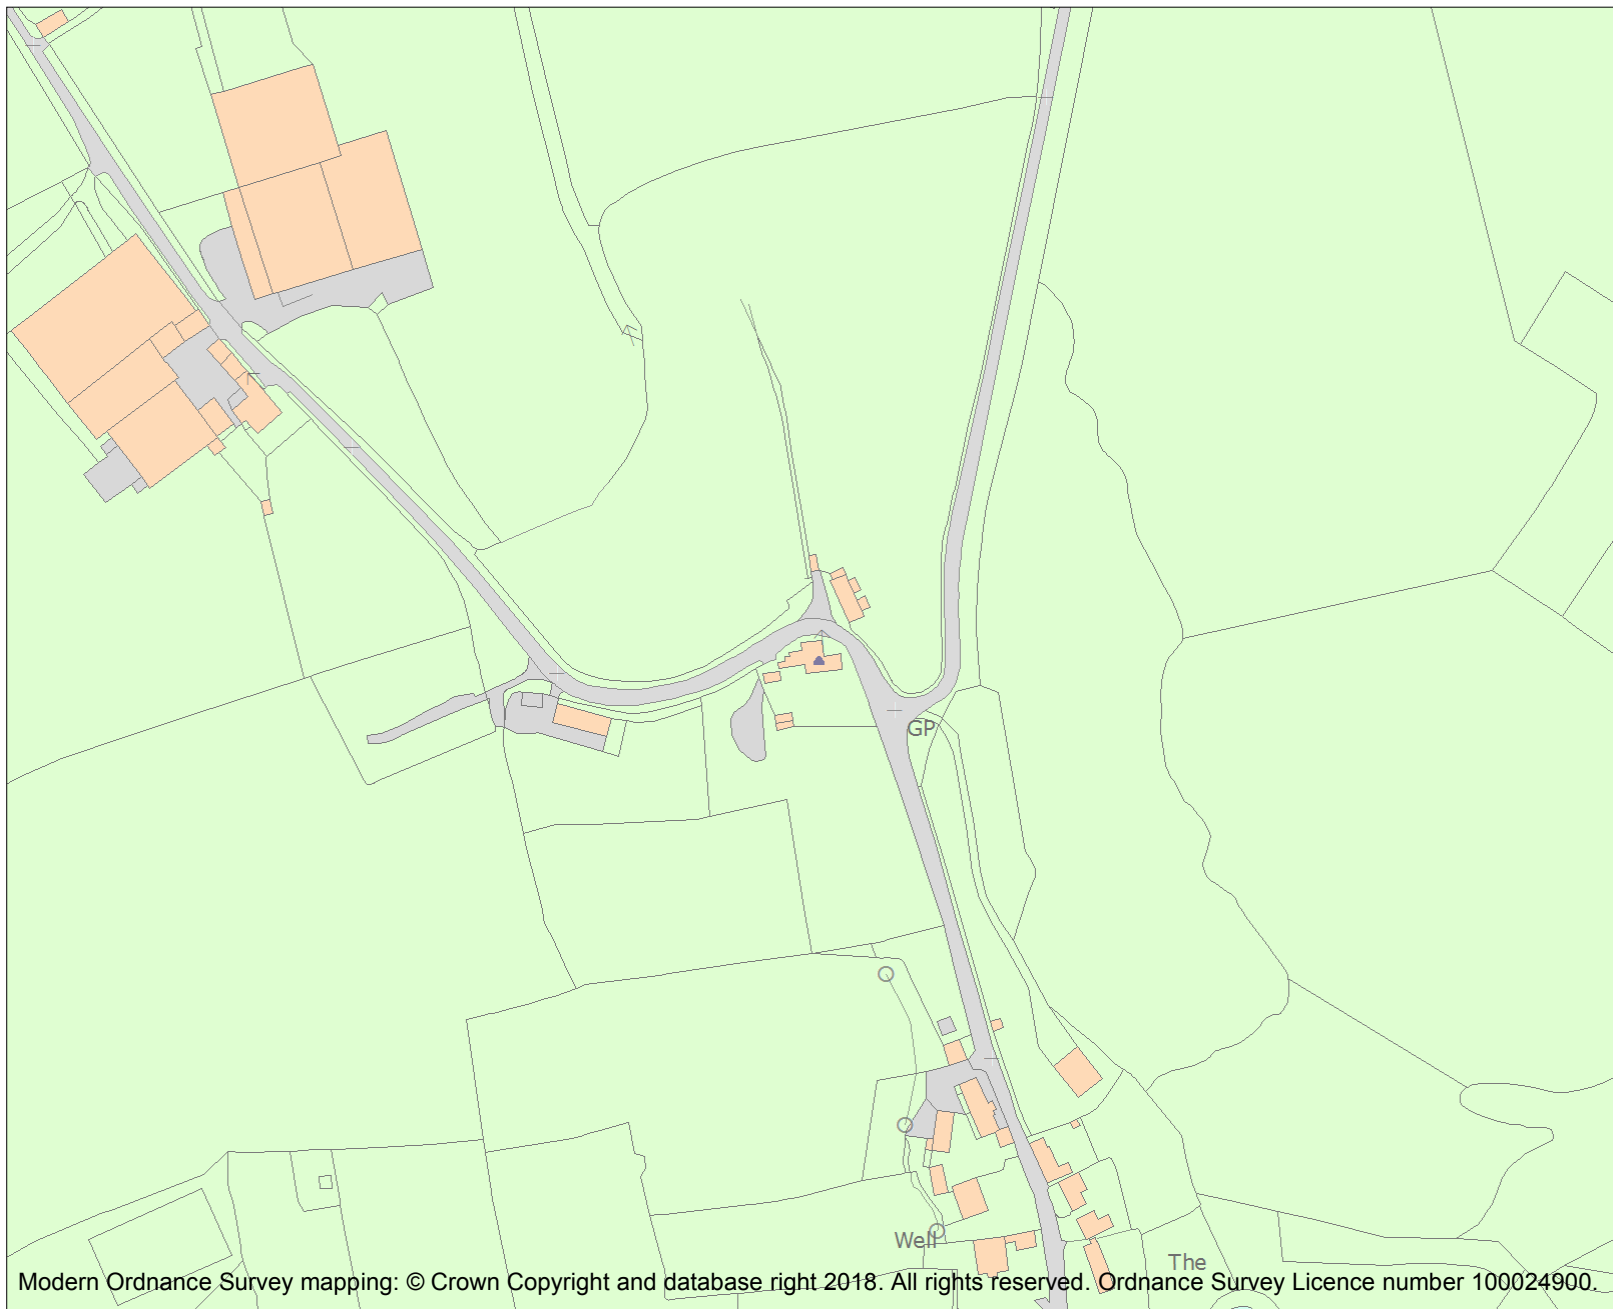 GP
Well
The
Modern Ordnance Survey mapping: © Crown Copyright and database right 2018. All rights reserved. Ordnance Survey Licence number 100024900.